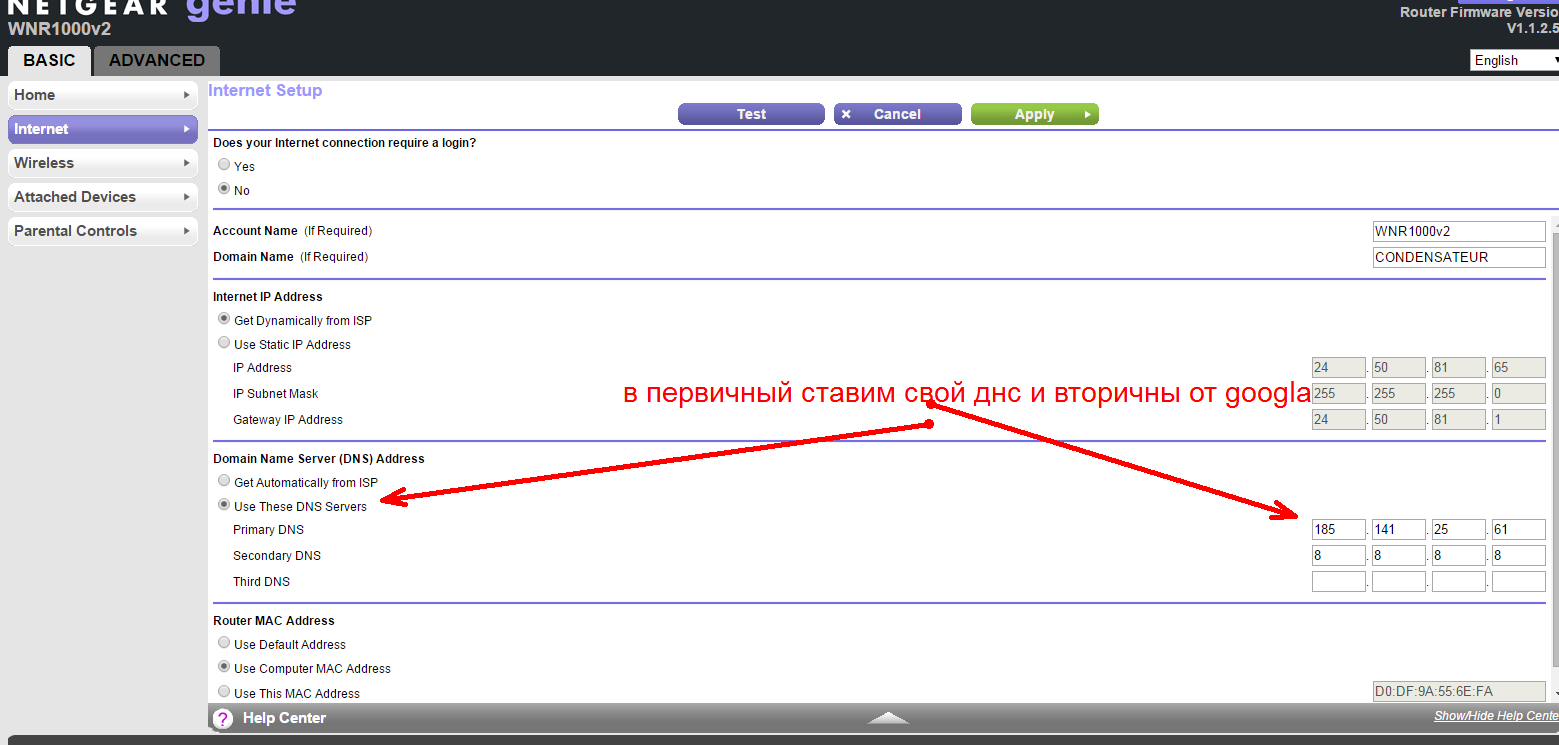 NETGEAR genie
WNR1000v2
Router Firmware Versio
V1.1.2.5
BASIC
ADVANCED
English
Home
Internet
Wireless
Attached Devices
Parental Controls
Internet Setup
Test
Cancel
Apply
Does your Internet connection require a login?
Yes
No
Account Name (If Required)
WNR1000v2
Domain Name (If Required)
CONDENSATEUR
Internet IP Address
Get Dynamically from ISP
Use Static IP Address
IP Address
24 . 50 . 81 . 65
IP Subnet Mask
255 . 255 . 255 . 0
Gateway IP Address
24 . 50 . 81 . 1
в первичный ставим свой днс и вторичны от googla
Domain Name Server (DNS) Address
Get Automatically from ISP
Use These DNS Servers
Primary DNS
185 . 141 . 25 . 61
Secondary DNS
8 . 8 . 8 . 8
Third DNS
. . .
Router MAC Address
Use Default Address
Use Computer MAC Address
Use This MAC Address
D0:DF:9A:55:6E:FA
? Help Center
Show/Hide Help Cente